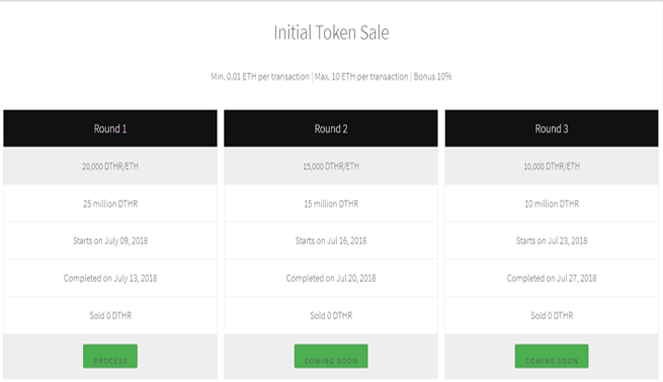 Initial Token Sale
Min. 0.01 ETH per transaction | Max. 10 ETH per transaction | Bonus 10%
Round 1
20,000 DTHR/ETH
25 million DTHR
Starts on July 09, 2018
Completed on July 13, 2018
Sold 0 DTHR
PROCESS
Round 2
15,000 DTHR/ETH
15 million DTHR
Starts on Jul 16, 2018
Completed on Jul 20, 2018
Sold 0 DTHR
COMING SOON
Round 3
10,000 DTHR/ETH
10 million DTHR
Starts on Jul 23, 2018
Completed on Jul 27, 2018
Sold 0 DTHR
COMING SOON